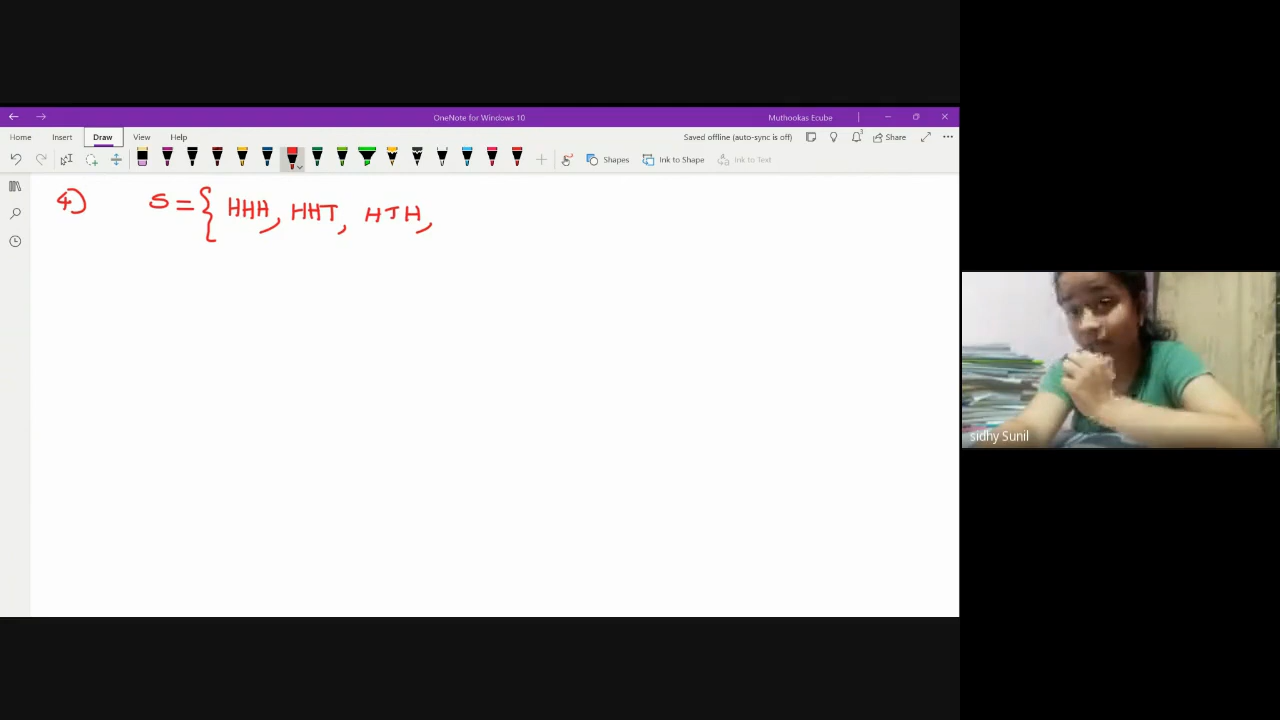 OneNote for Windows 10
Muthookas Ecube
Home Insert Draw View Help
Saved offline (auto-sync is off)
3
Share
Shapes
Ink to Shape
Ink to Text
4) S = { HHH, HHT, HTH,
sidhy Sunil